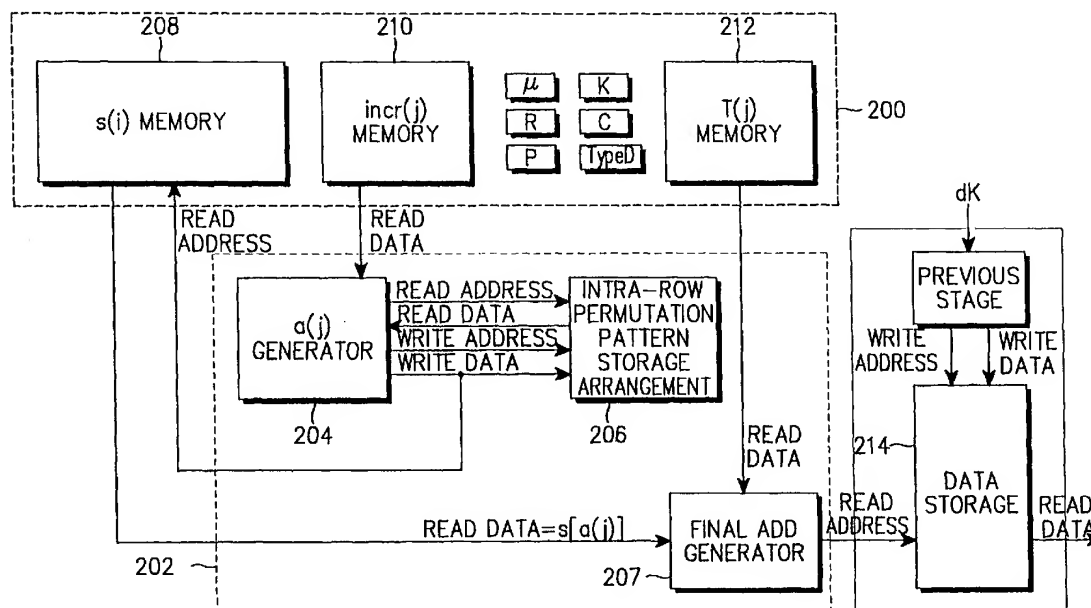 208
210
212
s(i) MEMORY
incr(j)
MEMORY
μ
K
R
C
P
TypeD
T(j)
MEMORY
200
READ
ADDRESS
READ
DATA
dK
a(j)
GENERATOR
READ ADDRESS
READ DATA
WRITE ADDRESS
WRITE DATA
INTRA-ROW
PERMUTATION
PATTERN
STORAGE
ARRANGEMENT
PREVIOUS
STAGE
WRITE
ADDRESS
WRITE
DATA
204
206
READ
DATA
214
DATA
STORAGE
READ DATA=s[a(j)]
FINAL ADD
GENERATOR
READ
ADDRESS
READ
DATA
202
207